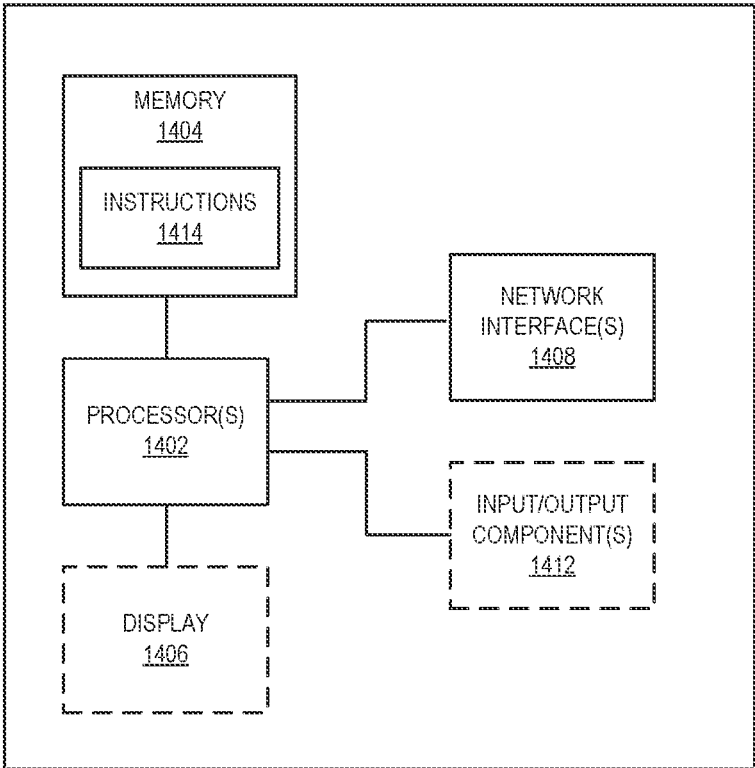 MEMORY
1404
INSTRUCTIONS
1414
NETWORK
INTERFACE(S)
1408
PROCESSOR(S)
1402
INPUT/OUTPUT
COMPONENT(S)
1412
DISPLAY
1406